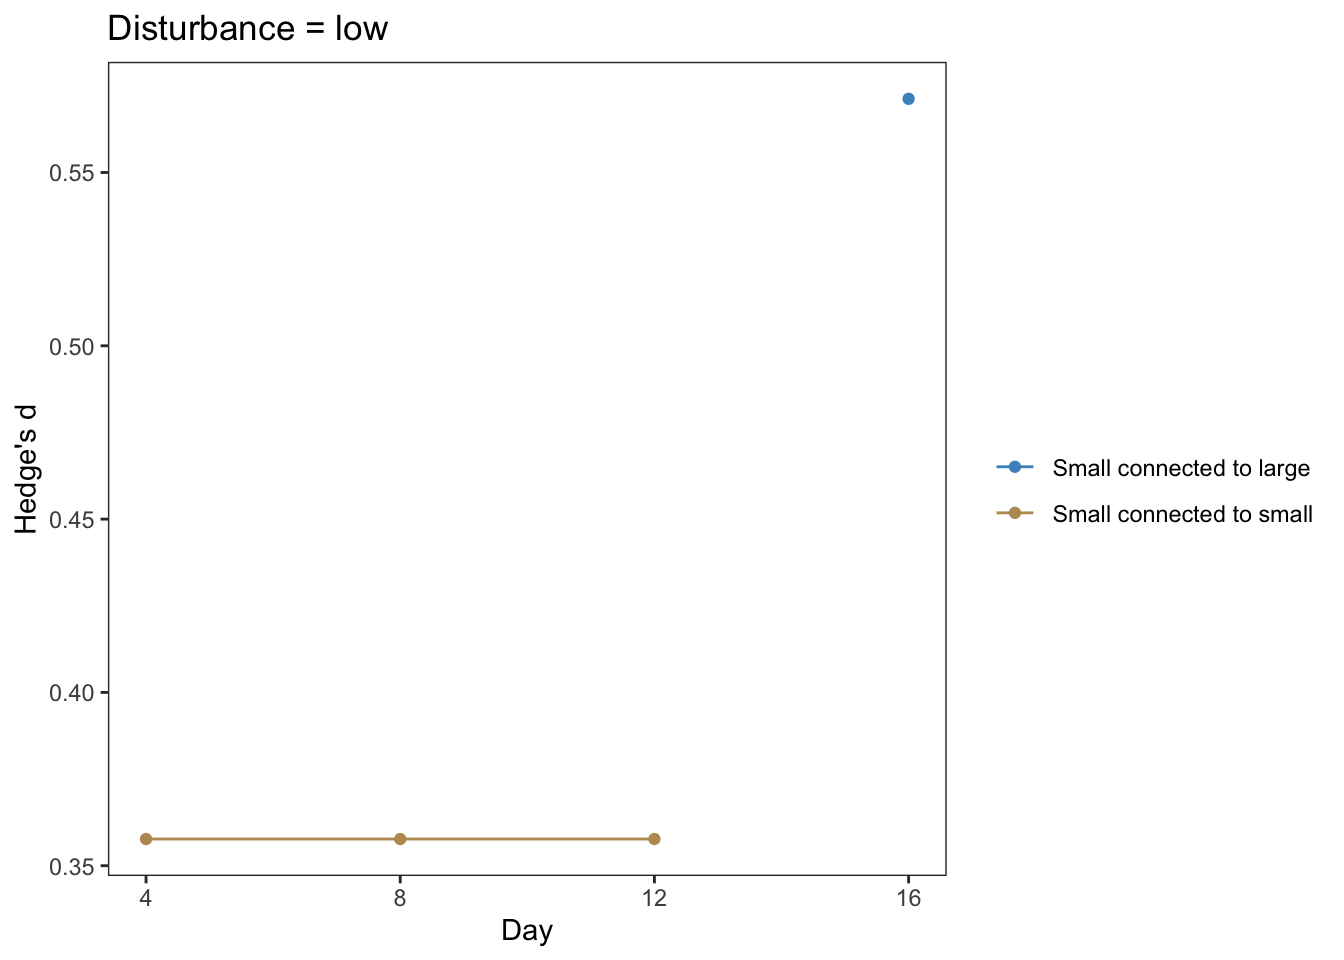 Disturbance = low
0.55
0.50
0.45
0.40
0.35
Hedge's d
4 8 12 16
Day
Small connected to large
Small connected to small